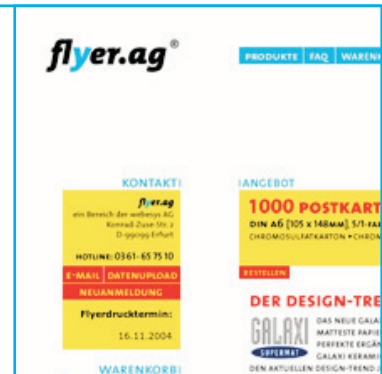 flyer.ag®
PRODUKTE FAQ WARENK
KONTAKT
flyer.ag
ein Bereich der webesys AG
Konrad-Zuse-Str. 2
D-99099 Erfurt
HOTLINE: 0361- 65 75 10
E-MAIL DATENUPLOAD
NEUANMELDUNG
Flyerdrucktermin:
16.11.2004
WARENKORB
ANGEBOT
1000 POSTKART
DIN A6 [105 x 148MM], 5/1-FAR
CHROMOSULFATKARTON • CHROM
BESTELLEN
DER DESIGN-TRE
GALAXI
SUPERMAT
DAS NEUE GALA
MATTESTE PAPIE
PERFEKTE ERGÄN
GALAXI KERAMI
DEN AKTUELLEN DESIGN-TREND